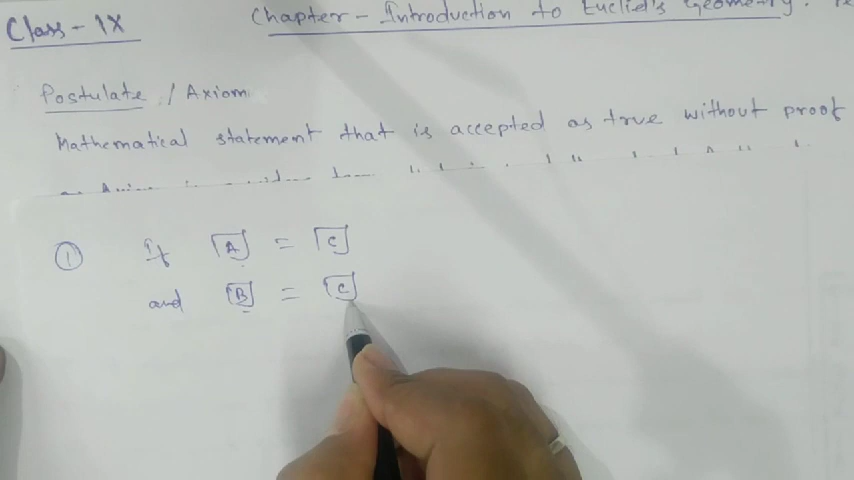 Class - IX
Chapter - Introduction to Euclid's Geometry.
Postulate / Axiom
Mathematical statement that is accepted as true without proof
① If [A] = [C]
and [B] = [C]